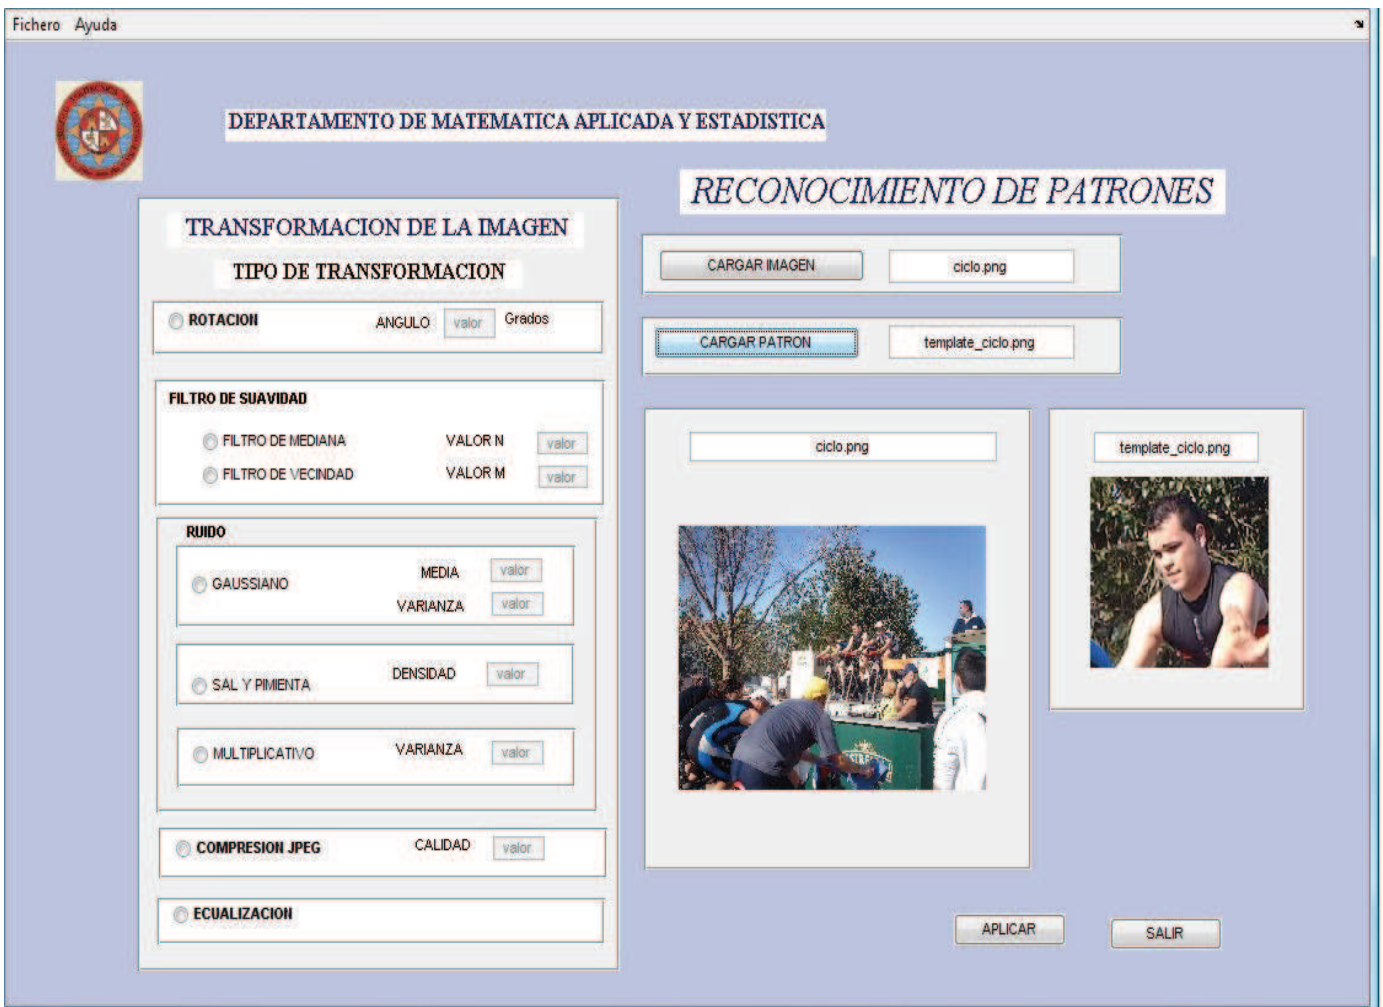 Fichero Ayuda
DEPARTAMENTO DE MATEMATICA APLICADA Y ESTADISTICA
RECONOCIMIENTO DE PATRONES
TRANSFORMACION DE LA IMAGEN
TIPO DE TRANSFORMACION
ROTACION ANGULO valor Grados
FILTRO DE SUAVIDAD
FILTRO DE MEDIANA VALOR N valor
FILTRO DE VECINDAD VALOR M valor
RUIDO
GAUSSIANO
MEDIA valor
VARIANZA valor
SAL Y PIMIENTA DENSIDAD valor
MULTIPLICATIVO VARIANZA valor
COMPRESION JPEG CALIDAD valor
ECUALIZACION
CARGAR IMAGEN ciclo.png
CARGAR PATRON template_ciclo.png
ciclo.png
template_ciclo.png
APLICAR
SALIR